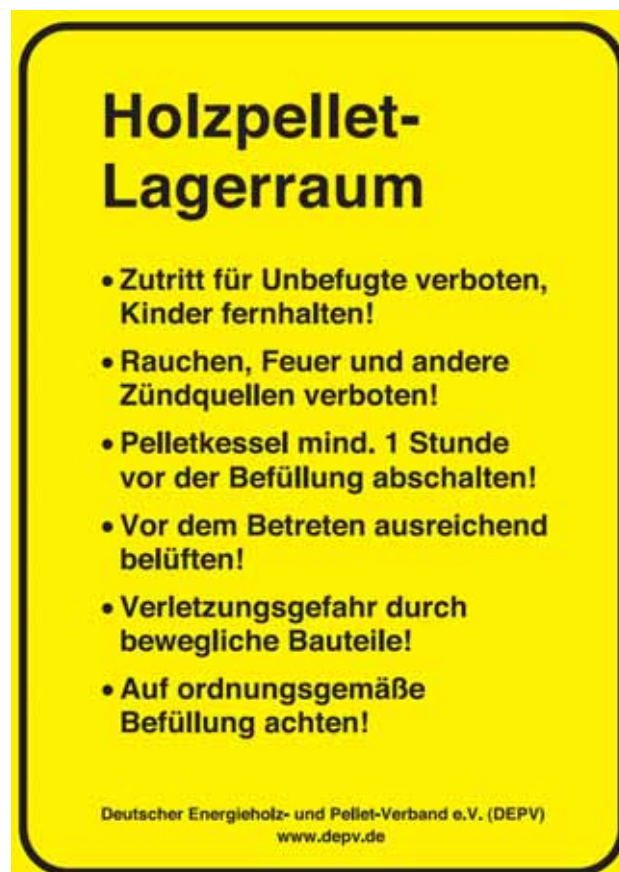 Holzpellet-
Lagerraum
• Zutritt für Unbefugte verboten,
Kinder fernhalten!
• Rauchen, Feuer und andere
Zündquellen verboten!
• Pelletkessel mind. 1 Stunde
vor der Befüllung abschalten!
• Vor dem Betreten ausreichend
belüften!
• Verletzungsgefahr durch
bewegliche Bauteile!
• Auf ordnungsgemäße
Befüllung achten!
Deutscher Energieholz- und Pellet-Verband e.V. (DEPV)
www.depv.de